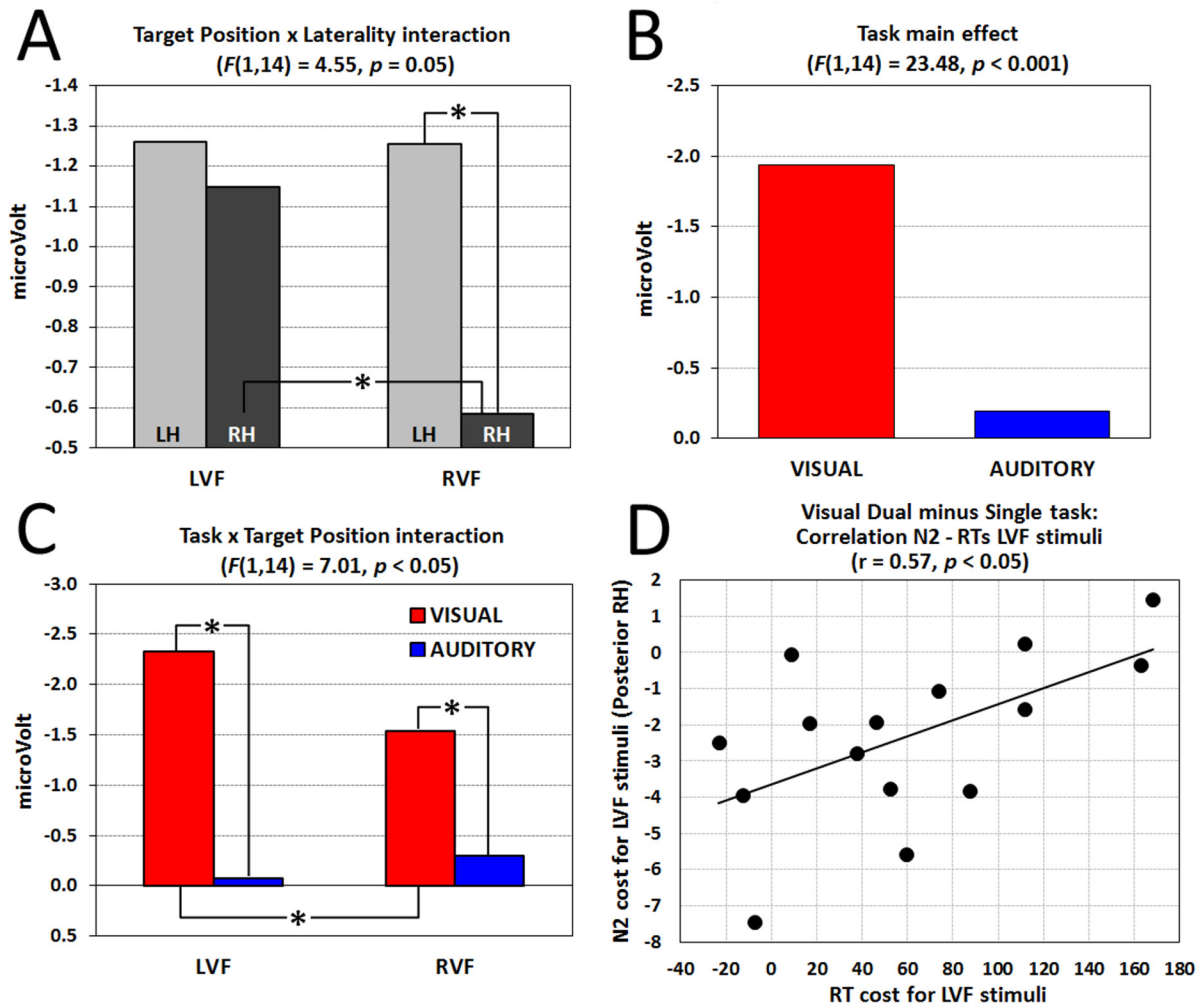 A
Target Position x Laterality interaction
(F(1,14) = 4.55, p = 0.05)
microVolt
-1.4
-1.3
-1.2
-1.1
-1.0
-0.9
-0.8
-0.7
-0.6
-0.5
*
*
LH
RH
LH
RH
LVF
RVF
B
Task main effect
(F(1,14) = 23.48, p < 0.001)
microVolt
-2.5
-2.0
-1.5
-1.0
-0.5
0.0
VISUAL
AUDITORY
C
Task x Target Position interaction
(F(1,14) = 7.01, p < 0.05)
microVolt
-3.0
-2.5
-2.0
-1.5
-1.0
-0.5
0.0
0.5
VISUAL
AUDITORY
*
*
*
LVF
RVF
D
Visual Dual minus Single task:
Correlation N2 - RTs LVF stimuli
(r = 0.57, p < 0.05)
N2 cost for LVF stimuli (Posterior RH)
2
1
0
-1
-2
-3
-4
-5
-6
-7
-8
-40 -20 0 20 40 60 80 100 120 140 160 180
RT cost for LVF stimuli